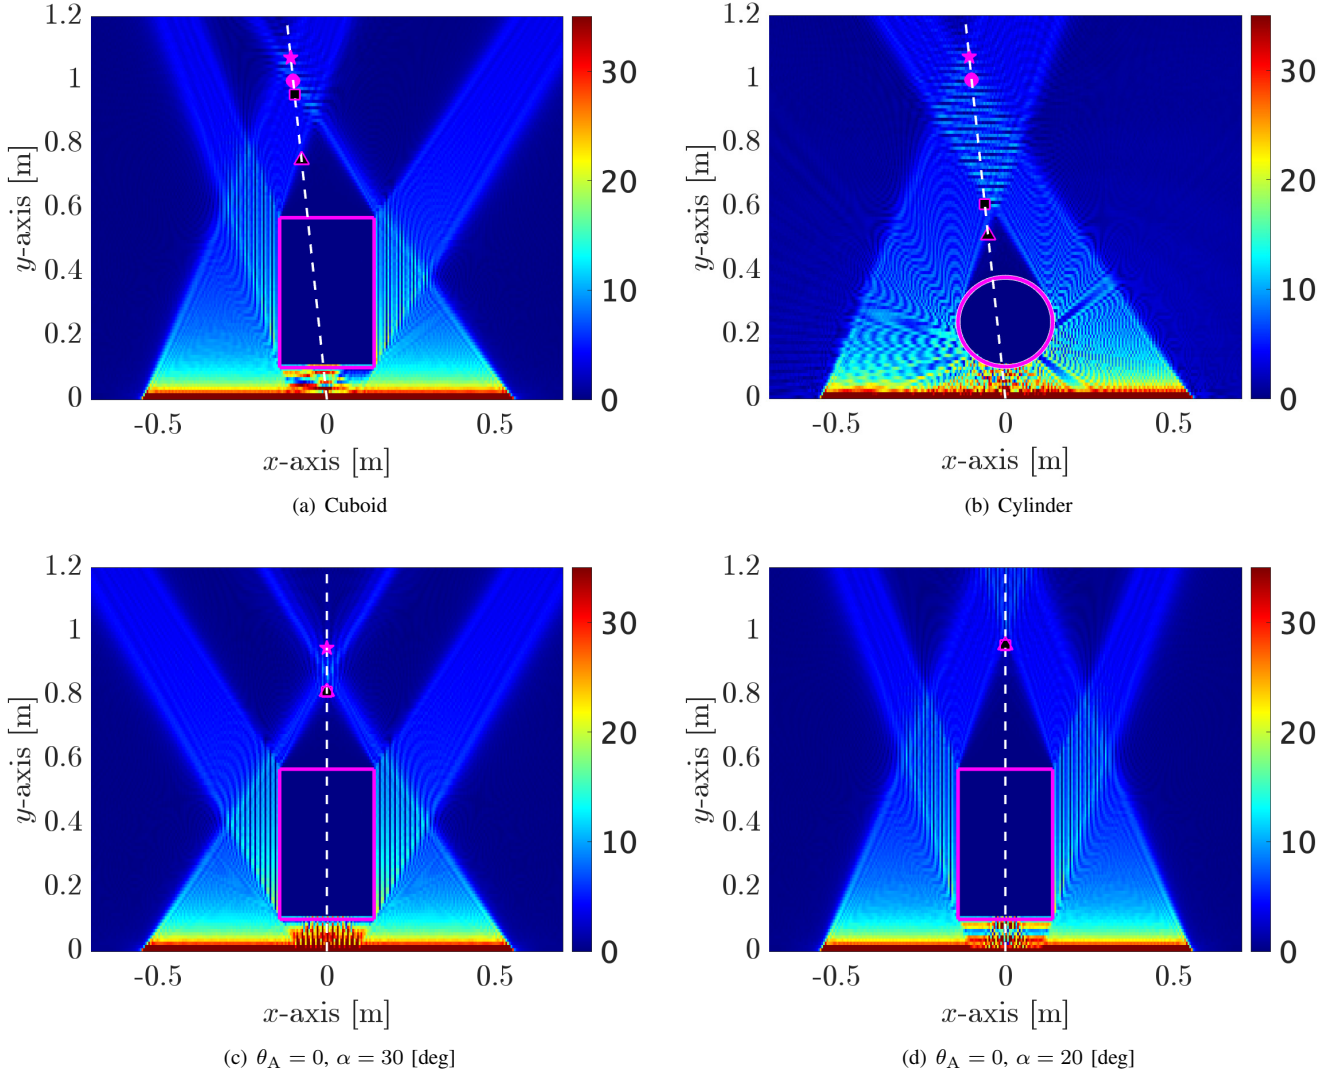 1.2
1
0.8
0.6
0.4
0.2
0
y-axis [m]
-0.5 0 0.5
x-axis [m]
30
20
10
0
(a) Cuboid
1.2
1
0.8
0.6
0.4
0.2
0
y-axis [m]
-0.5 0 0.5
x-axis [m]
30
20
10
0
(b) Cylinder
1.2
1
0.8
0.6
0.4
0.2
0
y-axis [m]
-0.5 0 0.5
x-axis [m]
30
20
10
0
(c) θ_A = 0, α = 30 [deg]
1.2
1
0.8
0.6
0.4
0.2
0
y-axis [m]
-0.5 0 0.5
x-axis [m]
30
20
10
0
(d) θ_A = 0, α = 20 [deg]